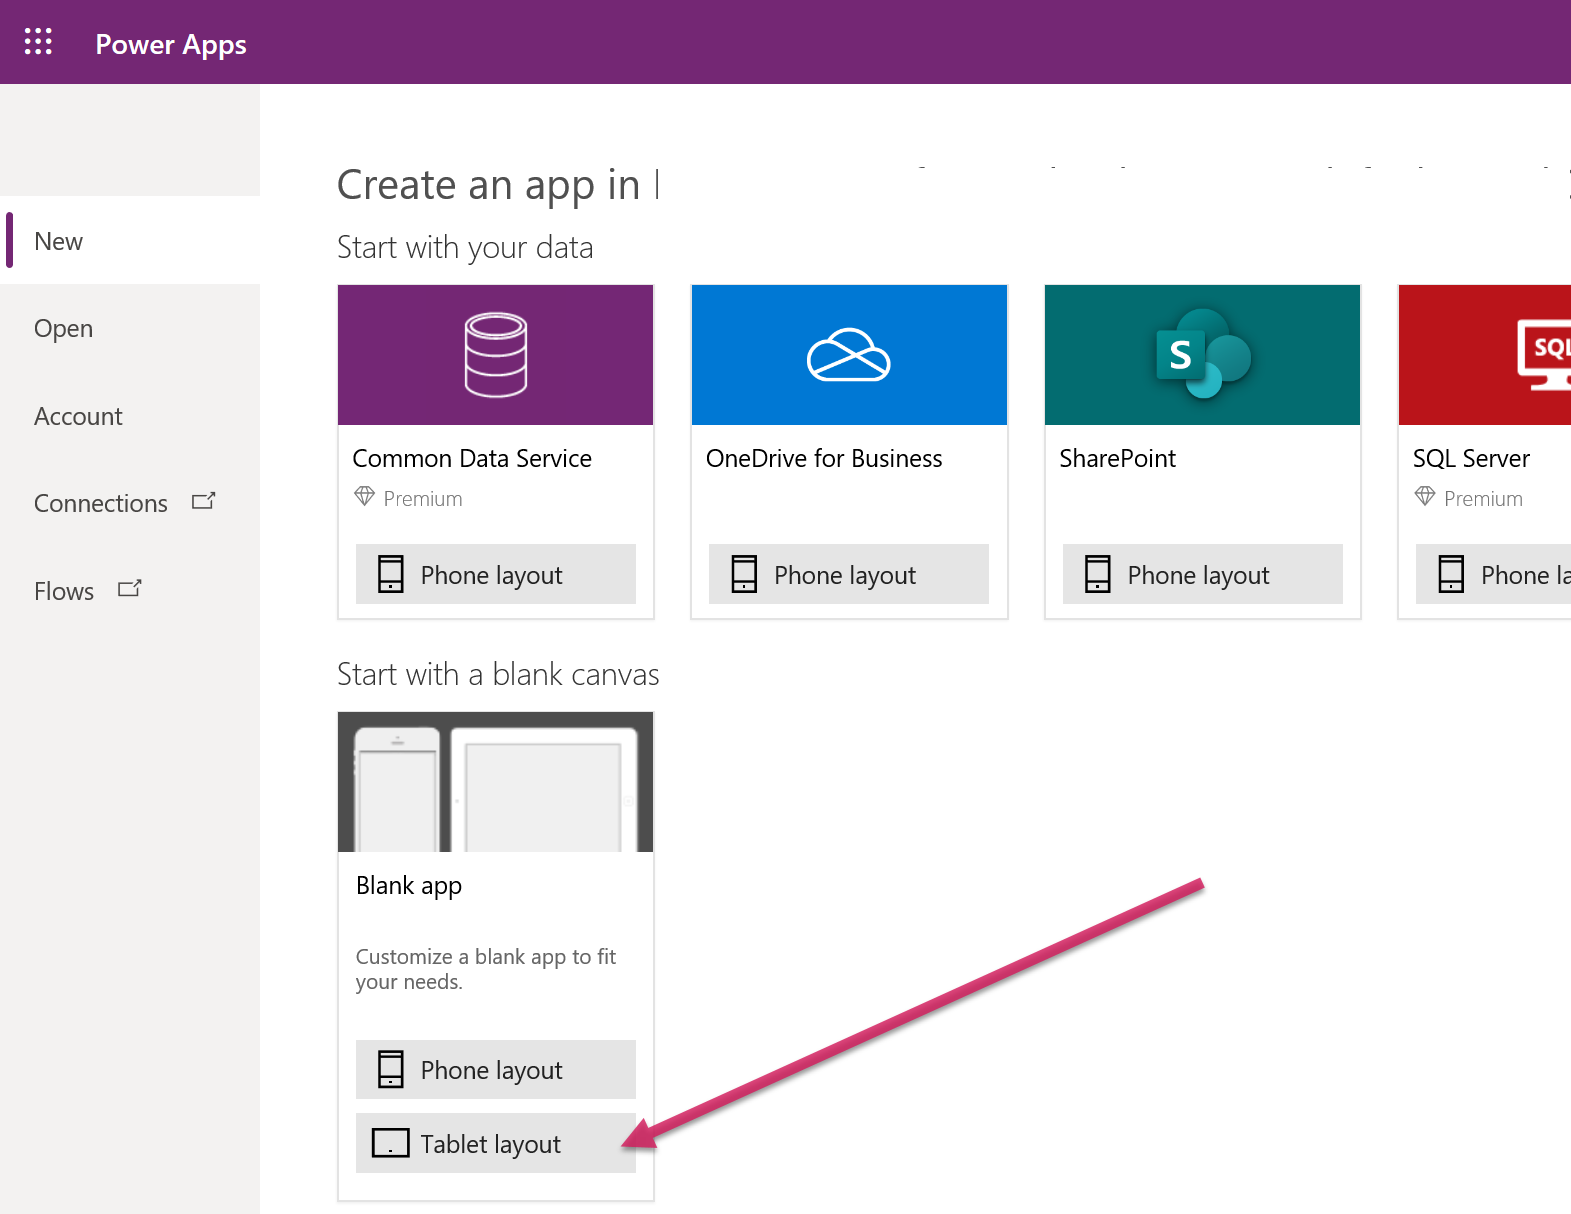 Power Apps
New
Open
Account
Connections
Flows
Create an app in
Start with your data
S
SQL
Common Data Service
Premium
Phone layout
OneDrive for Business
Phone layout
SharePoint
Phone layout
SQL Server
Premium
Phone la
Start with a blank canvas
Blank app
Customize a blank app to fit
your needs.
Phone layout
Tablet layout